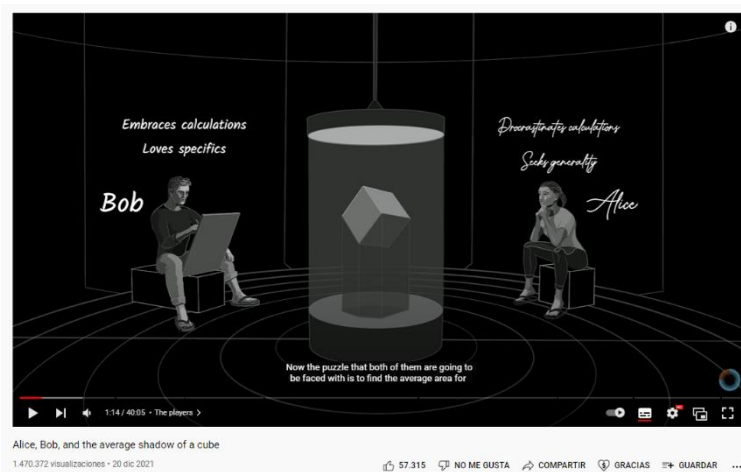 Embraces calculations
Loves specifics
Bob
Procrastinates calculations
Seeks generality
Alice
Now the puzzle that both of them are going to
be faced with is to find the average area for
1:14 / 40:05 • The players >
Alice, Bob, and the average shadow of a cube
1.470.372 visualizaciones • 20 dic 2021
57.315 NO ME GUSTA COMPARTIR GRACIAS GUARDAR ...